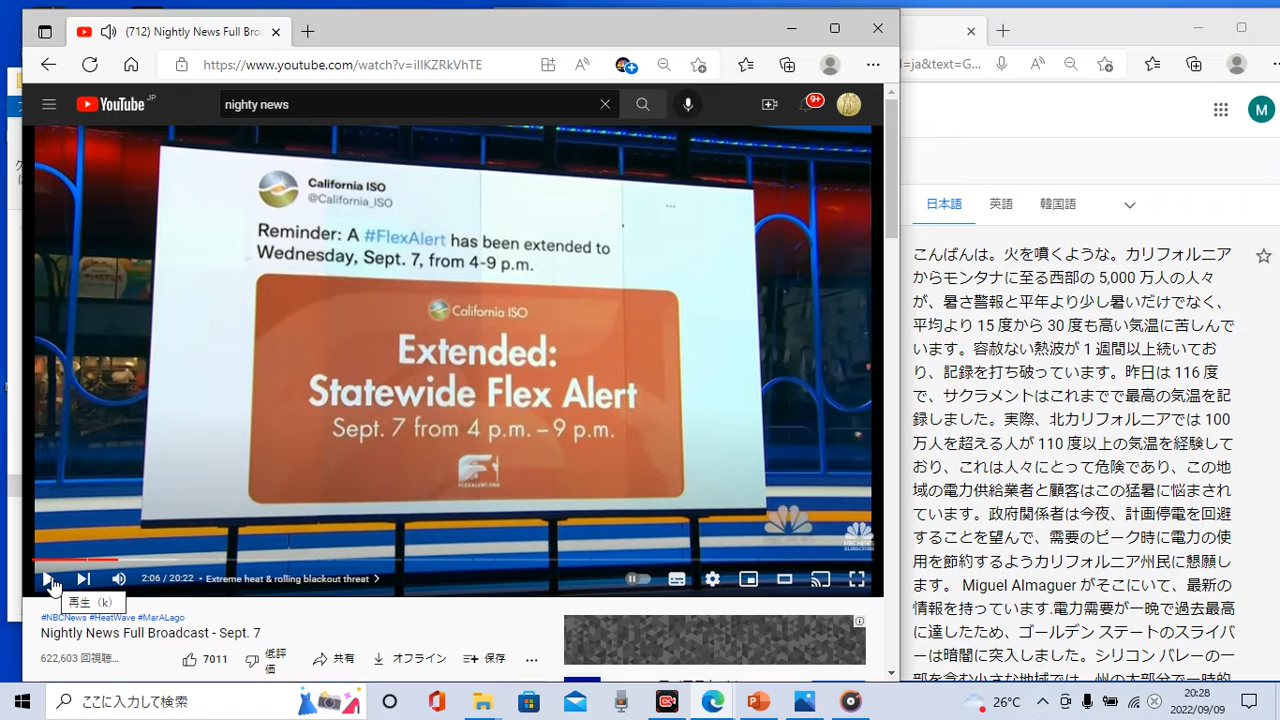 (712) Nightly News Full Bro
https://www.youtube.com/watch?v=iIIKZRkVhTE
=ja&text=G...
YouTube JP
nighty news
9+
M
California ISO
@California_ISO
Reminder: A #FlexAlert has been extended to
Wednesday, Sept. 7, from 4-9 p.m.
California ISO
Extended:
Statewide Flex Alert
Sept. 7 from 4 p.m. – 9 p.m.
FLEXALERT.ORG
NBC NEWS
SUBSCRIBE
2:06 / 20:22 • Extreme heat & rolling blackout threat
再生 (k)
#NBCNews #HeatWave #MarALago
Nightly News Full Broadcast - Sept. 7
622,603 回視聴...
7011
低評価
共有
オフライン
保存
日本語 英語 韓国語
こんばんは。火を噴くような。カリフォルニア
からモンタナに至る西部の 5,000 万人の人々
が、暑さ警報と平年より少し暑いだけでなく、
平均より 15 度から 30 度も高い気温に苦しんで
います。容赦ない熱波が 1 週間以上続いてお
り、記録を打ち破っています。昨日は 116 度
で、サクラメントはこれまでで最高の気温を記
録しました。実際、北カリフォルニアでは 100
万人を超える人が 110 度以上の気温を経験して
おり、これは人々にとって危険であり、この地
域の電力供給業者と顧客はこの猛暑に悩まされ
ています。政府関係者は今夜、計画停電を回避
することを望んで、需要のピーク時に電力の使
用を節約するようカリフォルニア州民に懇願し
ます。 Miguel Almaguer がそこにいて、最新の
情報を持っています.電力需要が一晩で過去最高
に達したため、ゴールデン ステートのスライバ
ーは暗闇に突入しました。シリコン バレーの一
ここに入力して検索
26°C
20:28
2022/09/09